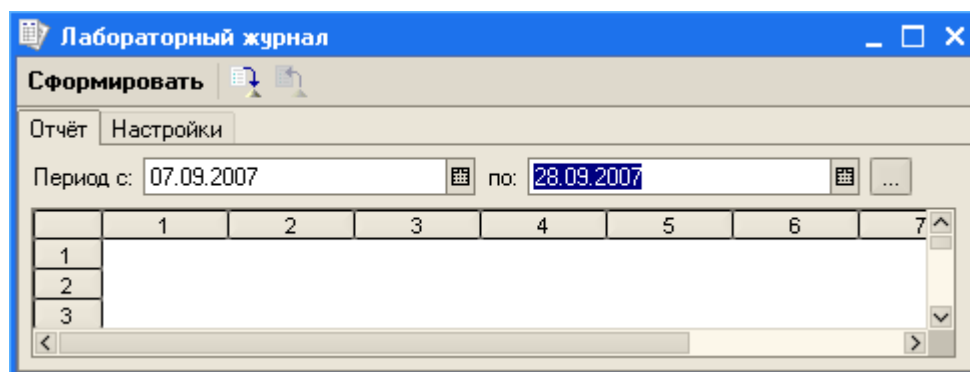 Лабораторный журнал
Сформировать
Отчёт Настройки
Период с: 07.09.2007 по: 28.09.2007 ...
1 2 3 4 5 6 7
1
2
3